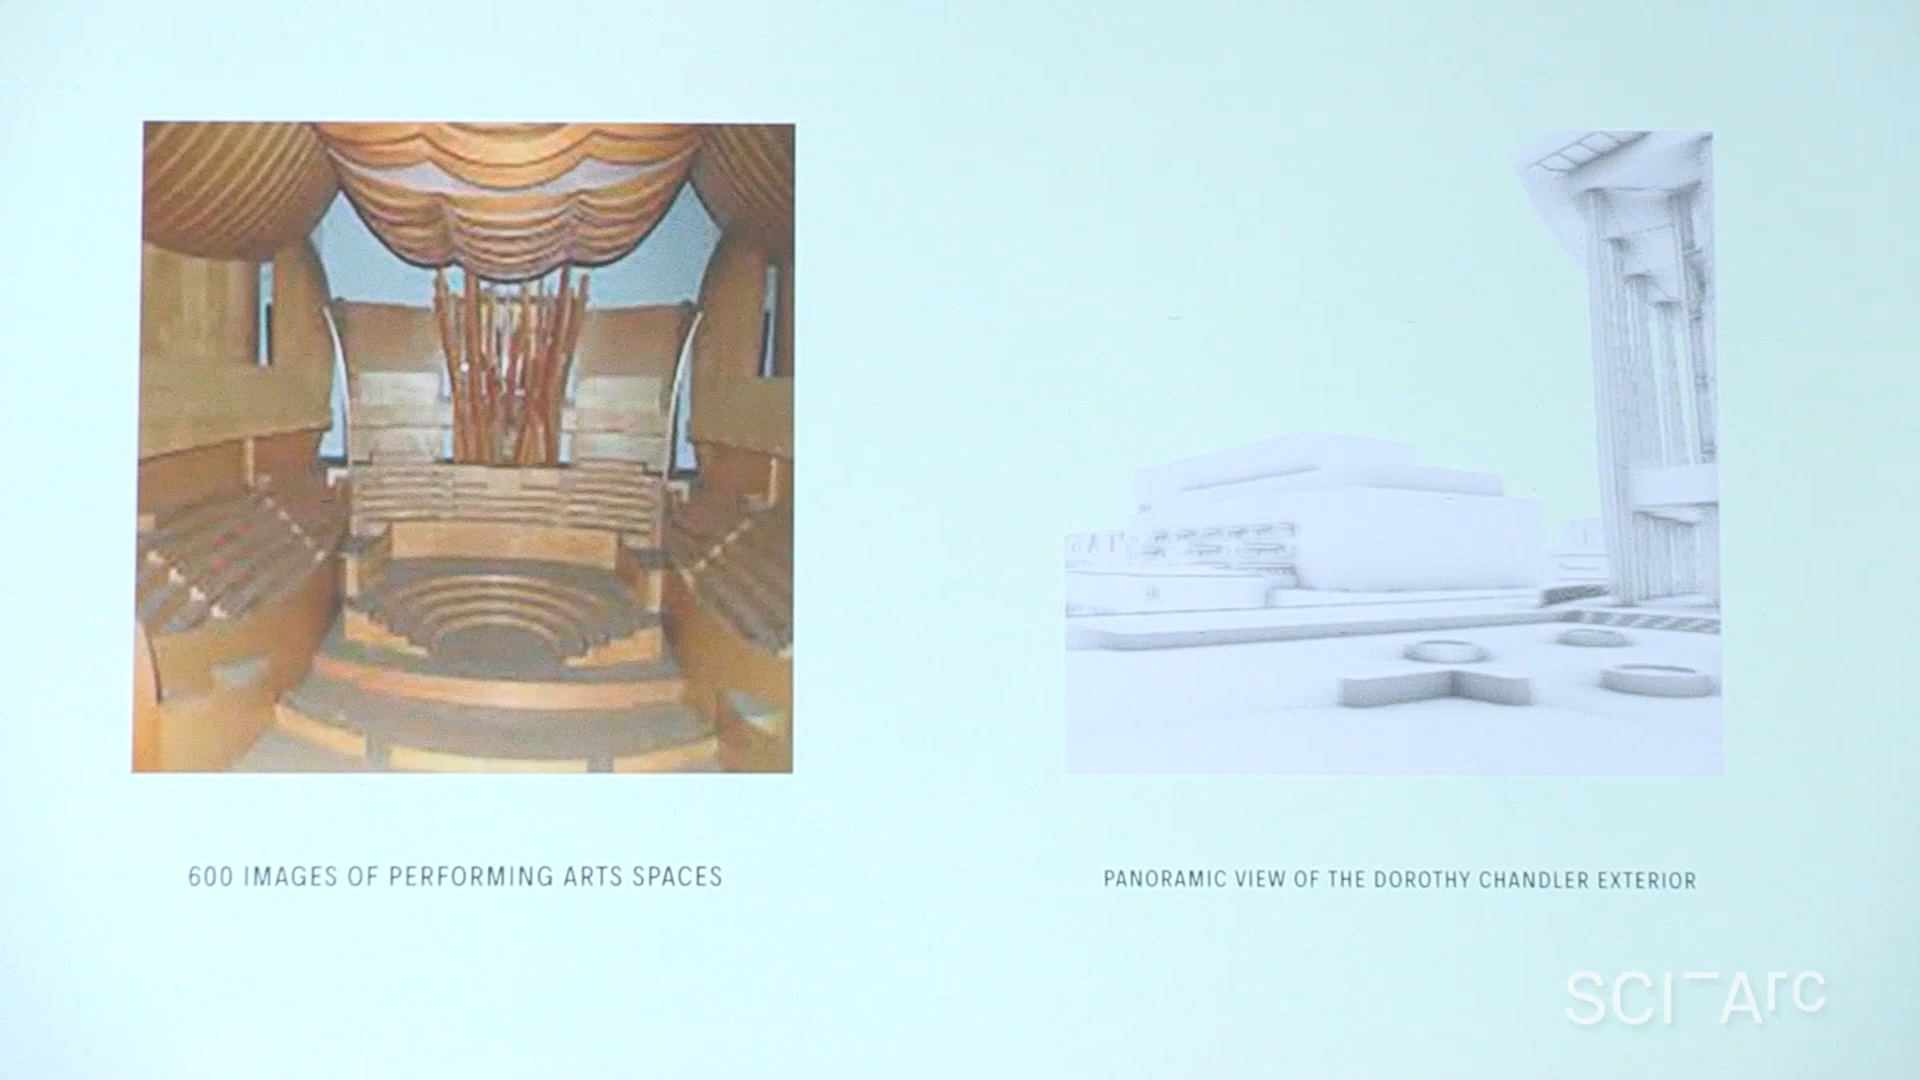 600 IMAGES OF PERFORMING ARTS SPACES
PANORAMIC VIEW OF THE DOROTHY CHANDLER EXTERIOR
SCI-Arc